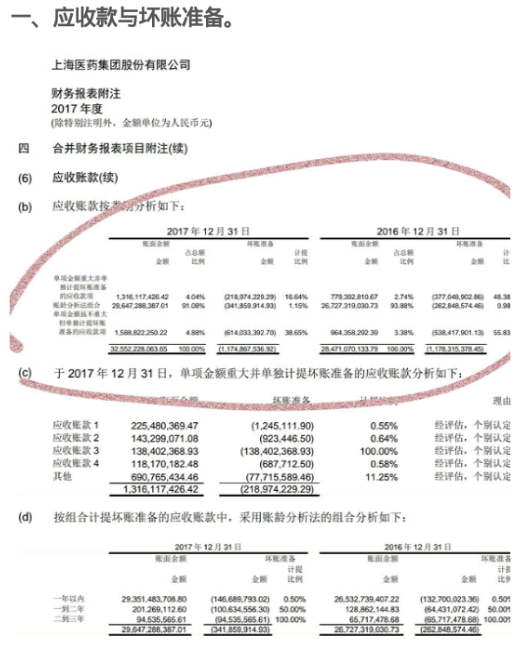 一、应收款与坏账准备。
上海医药集团股份有限公司
财务报表附注
2017 年度
(除特别注明外，金额单位为人民币元)
四 合并财务报表项目附注(续)
(6) 应收账款(续)
(b) 应收账款按类别分析如下：
2017 年 12 月 31 日 2016 年 12 月 31 日
账面金额 坏账准备 账面金额 坏账准备
金额 占总额比例 金额 计提比例 金额 占总额比例 金额 计
单项金额重大并单
独计提坏账准备
的应收款项 1,316,117,426.42 4.04% (218,974,229.29) 16.64% 779,392,810.67 2.74% (377,049,902.86) 48.38
账龄分析法组合 29,647,288,387.01 91.08% (341,859,914.93) 1.15% 26,727,319,030.73 93.88% (262,848,574.46) 0.98
单项金额虽不重大
但单独计提坏账
准备的应收款项 1,588,822,250.22 4.88% (614,033,392.70) 38.65% 964,358,292.39 3.38% (538,417,901.13) 55.83
32,552,228,063.65 100.00% (1,174,867,536.92) 28,471,070,133.79 100.00% (1,178,315,378.45)
(c) 于 2017 年 12 月 31 日，单项金额重大并单独计提坏账准备的应收账款分析如下：
坏账准备 理由
应收账款 1 225,480,369.47 (1,245,111.90) 0.55% 经评估，个别认定
应收账款 2 143,299,071.08 (923,446.50) 0.64% 经评估，个别认定
应收账款 3 138,402,368.93 (138,402,368.93) 100.00% 经评估，个别认定
应收账款 4 118,170,182.48 (687,712.50) 0.58% 经评估，个别认定
其他 690,765,434.46 (77,715,589.46) 11.25% 经评估，个别认定
1,316,117,426.42 (218,974,229.29)
(d) 按组合计提坏账准备的应收账款中，采用账龄分析法的组合分析如下：
2017 年 12 月 31 日 2016 年 12 月 31 日
账面金额 坏账准备 账面金额 坏账准备
金额 金额 计提比例 金额 金额 比例
一年以内 29,351,483,708.80 (146,689,793.02) 0.50% 26,532,739,407.22 (132,700,023.36) 0.50
一到二年 201,269,112.60 (100,634,556.30) 50.00% 128,862,144.83 (64,431,072.42) 50.00
二到三年 94,535,565.61 (94,535,565.61) 100.00% 65,717,478.68 (65,717,478.68) 100.00
29,647,288,387.01 (341,859,914.93) 26,727,319,030.73 (262,848,574.46)